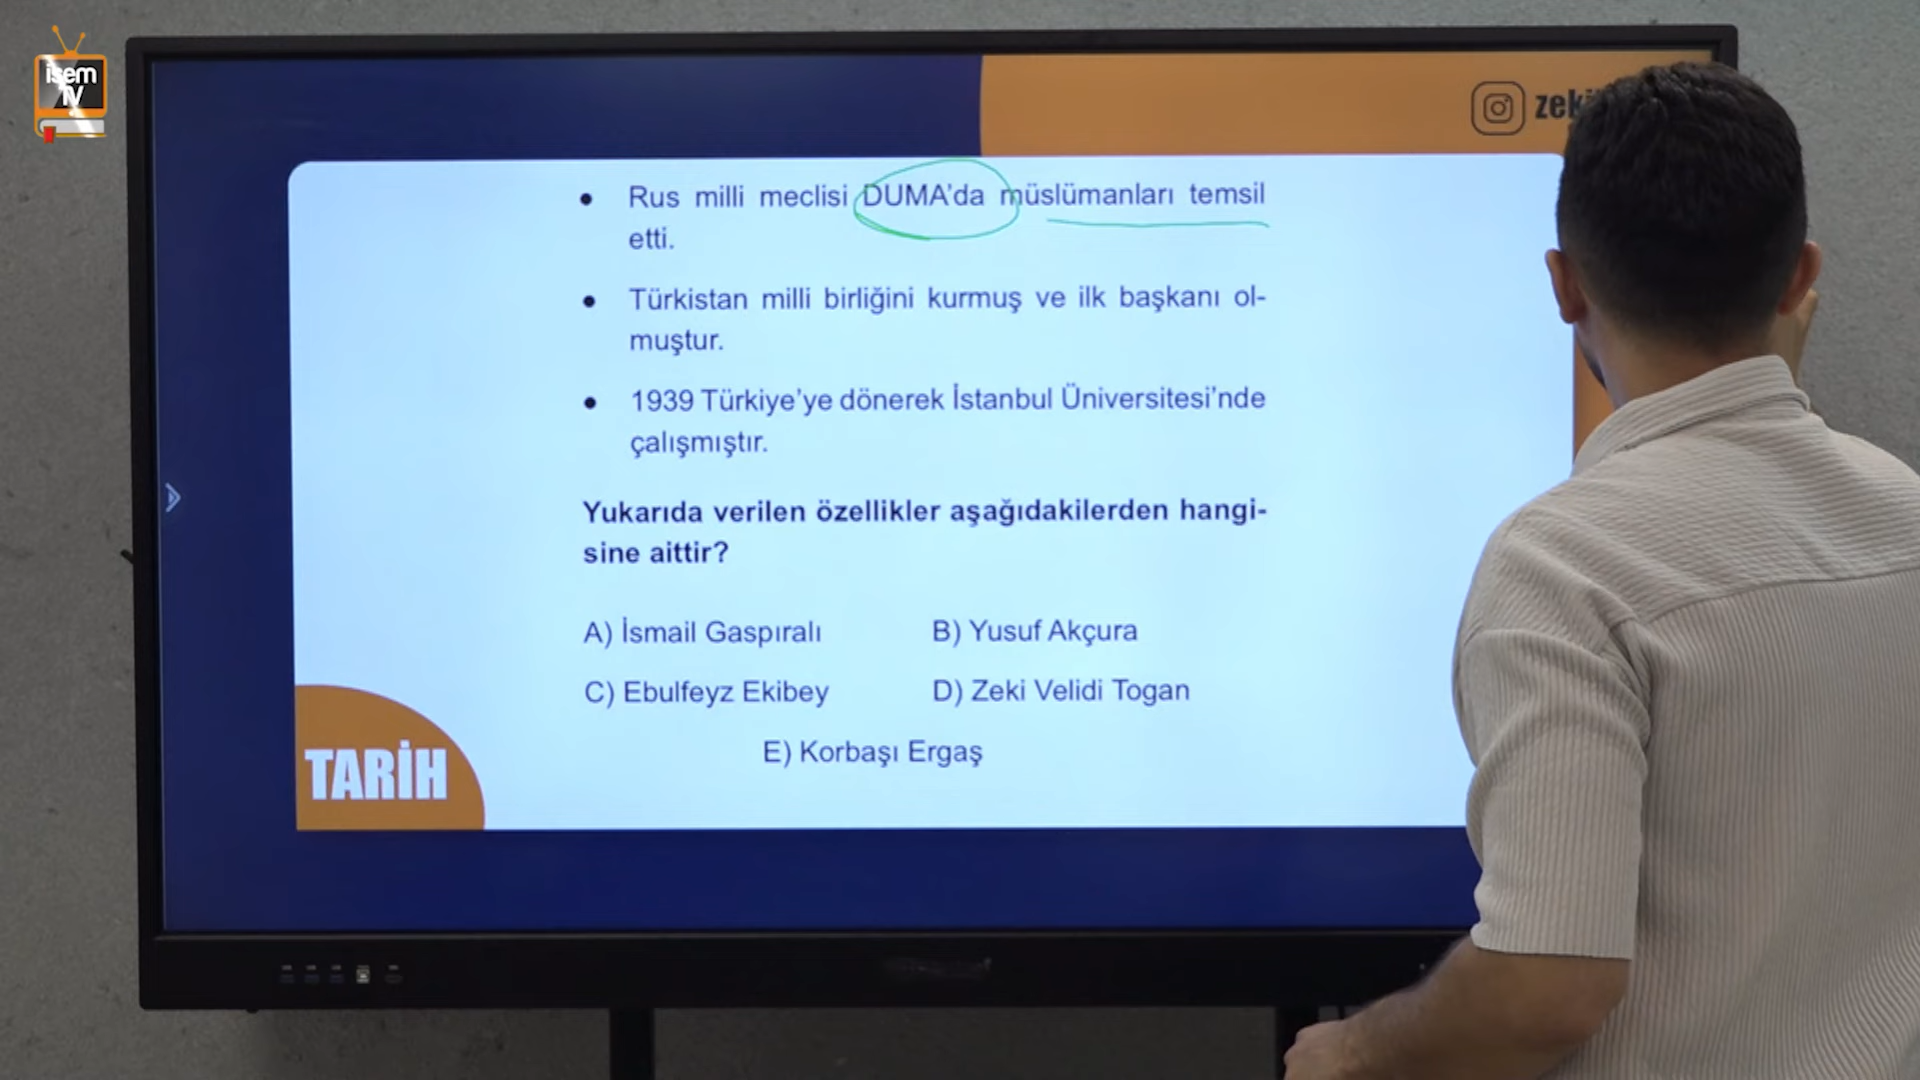 isem
TV
Rus milli meclisi DUMA'da müslümanları temsil
etti.
Türkistan milli birliğini kurmuş ve ilk başkanı ol-
muştur.
1939 Türkiye'ye dönerek İstanbul Üniversitesi'nde
çalışmıştır.
Yukarıda verilen özellikler aşağıdakilerden hangi-
sine aittir?
A) İsmail Gaspıralı
B) Yusuf Akçura
C) Ebulfeyz Ekibey
D) Zeki Velidi Togan
E) Korbaşı Ergaş
TARİH